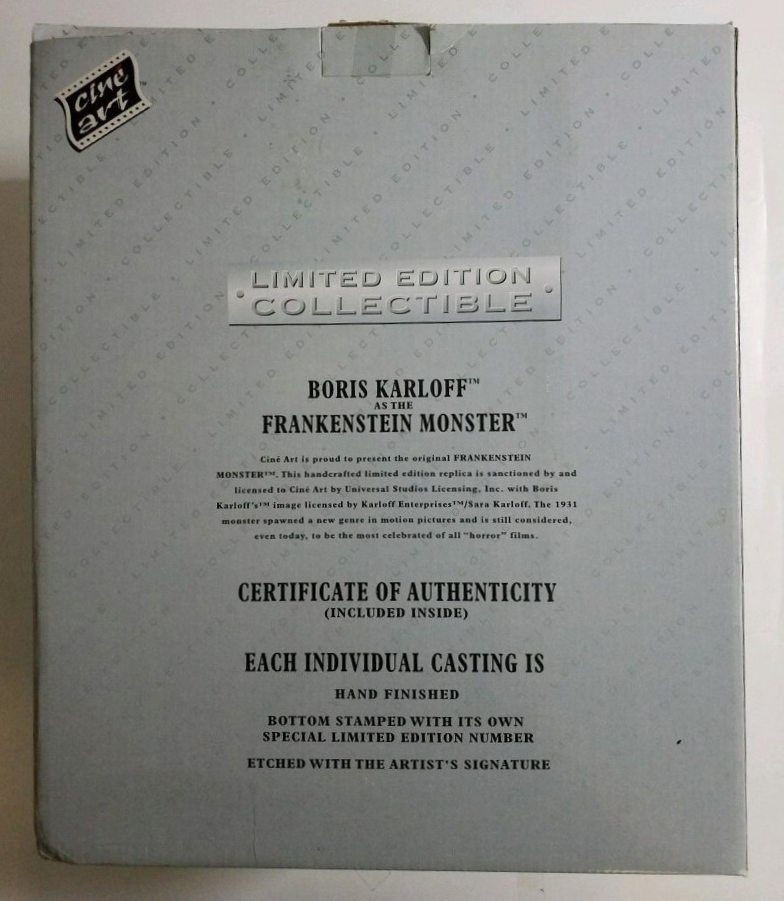 ciné
art
LIMITED EDITION
COLLECTIBLE
BORIS KARLOFF™
AS THE
FRANKENSTEIN MONSTER™
Ciné Art is proud to present the original FRANKENSTEIN
MONSTER™. This handcrafted limited edition replica is sanctioned by and
licensed to Ciné Art by Universal Studios Licensing, Inc. with Boris
Karloff's™ image licensed by Karloff Enterprises™/Sara Karloff. The 1931
monster spawned a new genre in motion pictures and is still considered,
even today, to be the most celebrated of all "horror" films.
CERTIFICATE OF AUTHENTICITY
(INCLUDED INSIDE)
EACH INDIVIDUAL CASTING IS
HAND FINISHED
BOTTOM STAMPED WITH ITS OWN
SPECIAL LIMITED EDITION NUMBER
ETCHED WITH THE ARTIST'S SIGNATURE